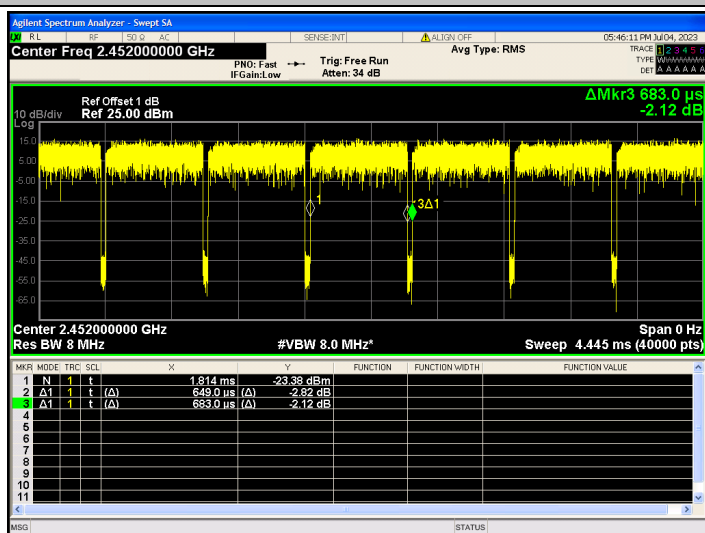 Agilent Spectrum Analyzer - Swept SA
LXI RL RF 50 Ω AC SENSE:INT ALIGN OFF 05:46:11 PM Jul 04, 2023
Center Freq 2.452000000 GHz Avg Type: RMS TRACE 1 2 3 4 5 6
PNO: Fast Trig: Free Run TYPE W
IFGain:Low Atten: 34 dB DET A A A A A A
ΔMkr3 683.0 µs
-2.12 dB
Ref Offset 1 dB
10 dB/div Ref 25.00 dBm
Log
15.0
5.00
-5.00
-15.0
-25.0
-35.0
-45.0
-55.0
-65.0
1
3Δ1
Center 2.452000000 GHz Span 0 Hz
Res BW 8 MHz #VBW 8.0 MHz* Sweep 4.445 ms (40000 pts)
MKR MODE TRC SCL X Y FUNCTION FUNCTION WIDTH FUNCTION VALUE
1 N 1 t 1.814 ms -23.38 dBm
2 Δ1 1 t (Δ) 649.0 µs (Δ) -2.82 dB
3 Δ1 1 t (Δ) 683.0 µs (Δ) -2.12 dB
4
5
6
7
8
9
10
11
MSG STATUS